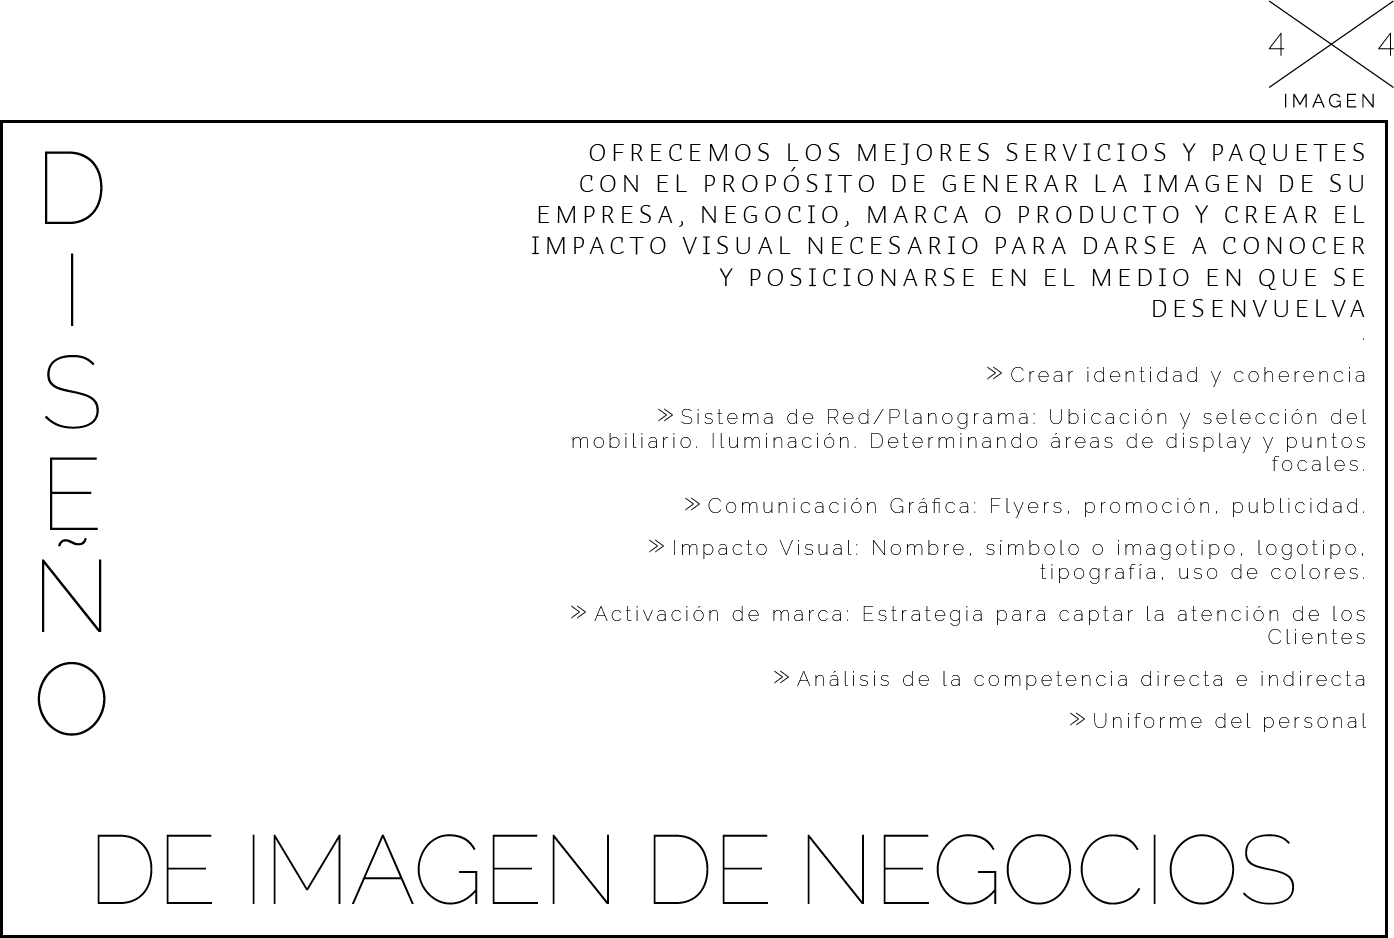 4 4
IMAGEN
DISEÑO
OFRECEMOS LOS MEJORES SERVICIOS Y PAQUETES
CON EL PROPÓSITO DE GENERAR LA IMAGEN DE SU
EMPRESA, NEGOCIO, MARCA O PRODUCTO Y CREAR EL
IMPACTO VISUAL NECESARIO PARA DARSE A CONOCER
Y POSICIONARSE EN EL MEDIO EN QUE SE
DESENVUELVA
.
» Crear identidad y coherencia
» Sistema de Red/Planograma: Ubicación y selección del
mobiliario. Iluminación. Determinando áreas de display y puntos
focales.
» Comunicación Gráfica: Flyers, promoción, publicidad.
» Impacto Visual: Nombre, símbolo o imagotipo, logotipo,
tipografía, uso de colores.
» Activación de marca: Estrategia para captar la atención de los
Clientes
» Análisis de la competencia directa e indirecta
» Uniforme del personal
DE IMAGEN DE NEGOCIOS